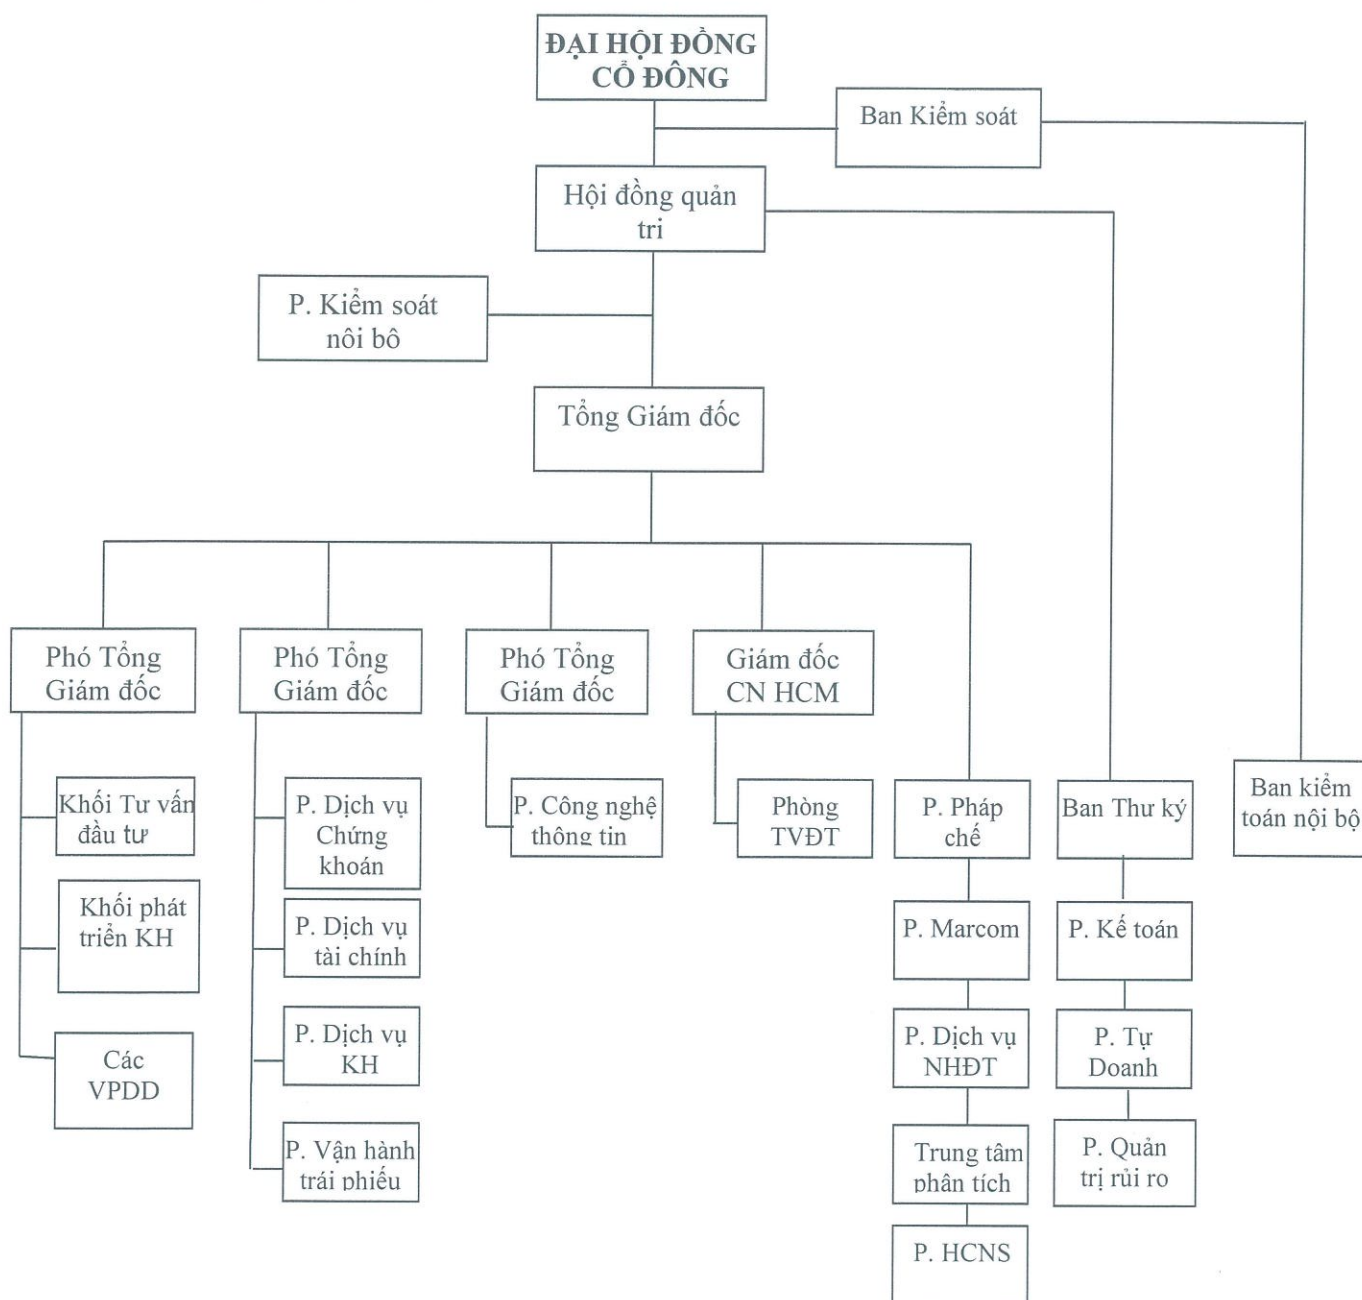 ĐẠI HỘI ĐỒNG
CỔ ĐÔNG
Ban Kiểm soát
Hội đồng quản
tri
P. Kiểm soát
nôi bô
Tổng Giám đốc
Phó Tổng
Giám đốc
Phó Tổng
Giám đốc
Phó Tổng
Giám đốc
Giám đốc
CN HCM
Khối Tư vấn
đầu tư
Khối phát
triển KH
Các
VPDD
P. Dịch vụ
Chứng
khoán
P. Dịch vụ
tài chính
P. Dịch vụ
KH
P. Vận hành
trái phiếu
P. Công nghệ
thông tin
Phòng
TVĐT
P. Pháp
chế
P. Marcom
P. Dịch vụ
NHĐT
Trung tâm
phân tích
P. HCNS
Ban Thư ký
P. Kế toán
P. Tự
Doanh
P. Quản
trị rủi ro
Ban kiểm
toán nội bộ